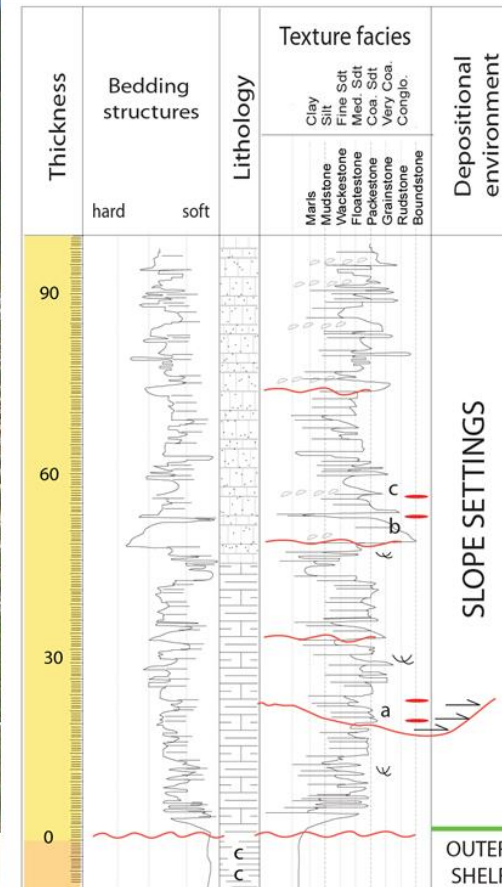 Thickness
Bedding
structures
hard soft
Lithology
Texture facies
Clay
Silt
Fine Sdt
Med. Sdt
Coa. Sdt
Very Coa.
Conglo.
Marls
Mudstone
Wackestone
Floatestone
Packestone
Grainstone
Rudstone
Boundstone
Depositional
environment
90
60
30
0
c
b
a
SLOPE SETTINGS
OUTER
SHELF
c
c